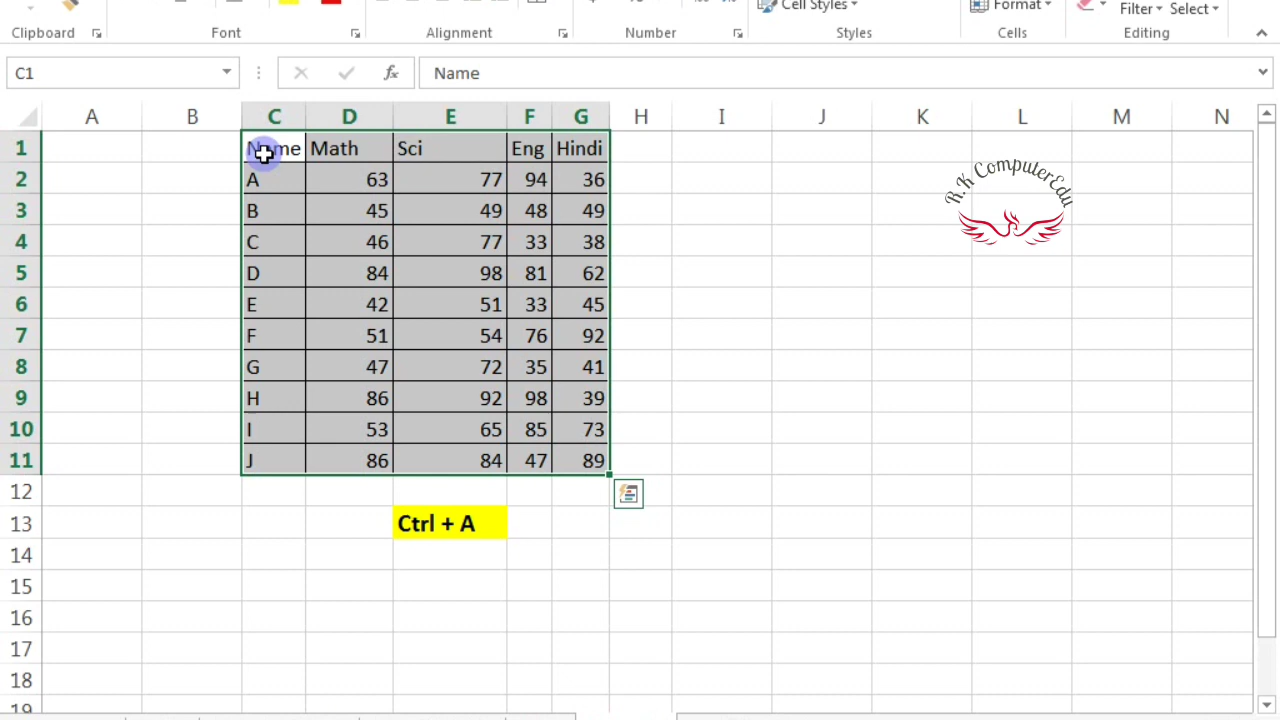 Cell Styles Format Filter Select
Clipboard Font Alignment Number Styles Cells Editing
C1 fx Name
A B C D E F G H I J K L M N
1 Name Math Sci Eng Hindi
2 A 63 77 94 36
3 B 45 49 48 49
4 C 46 77 33 38
5 D 84 98 81 62
6 E 42 51 33 45
7 F 51 54 76 92
8 G 47 72 35 41
9 H 86 92 98 39
10 I 53 65 85 73
11 J 86 84 47 89
12
13 Ctrl + A
14
15
16
17
18
19
R.K ComputerEdu